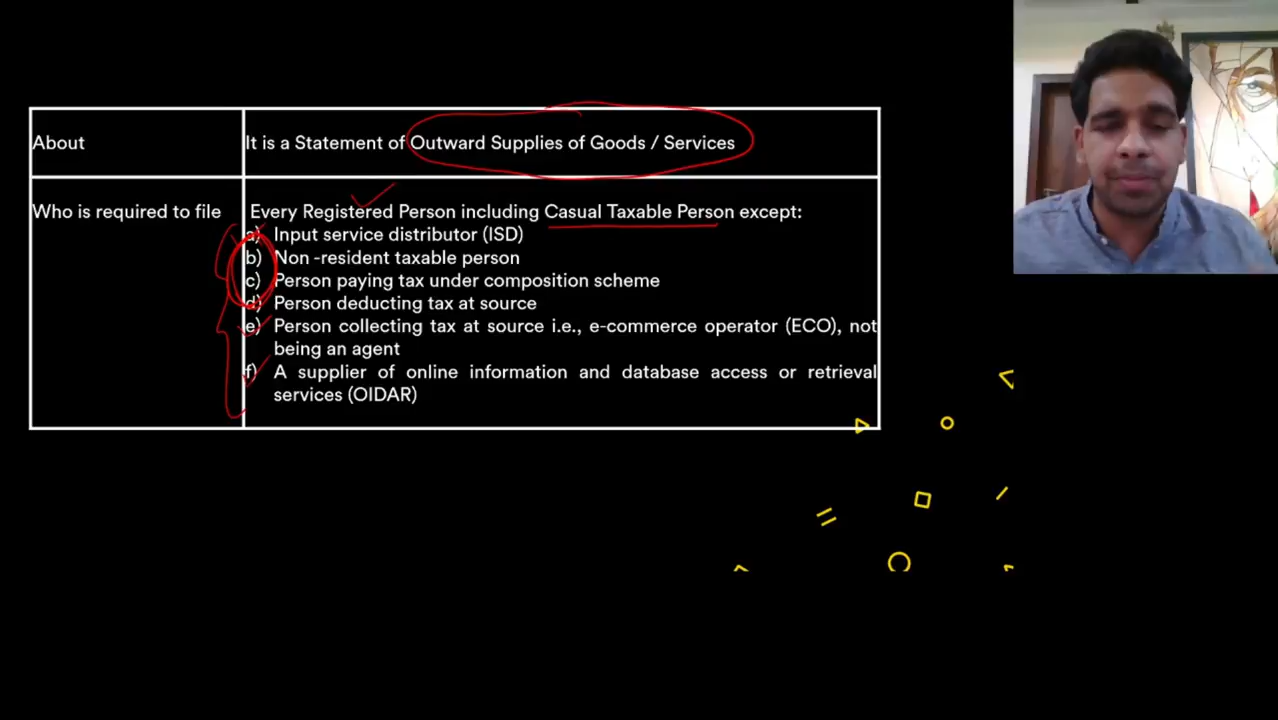 About
It is a Statement of Outward Supplies of Goods / Services
Who is required to file
Every Registered Person including Casual Taxable Person except:
a) Input service distributor (ISD)
b) Non -resident taxable person
c) Person paying tax under composition scheme
d) Person deducting tax at source
e) Person collecting tax at source i.e., e-commerce operator (ECO), not
being an agent
f) A supplier of online information and database access or retrieval
services (OIDAR)